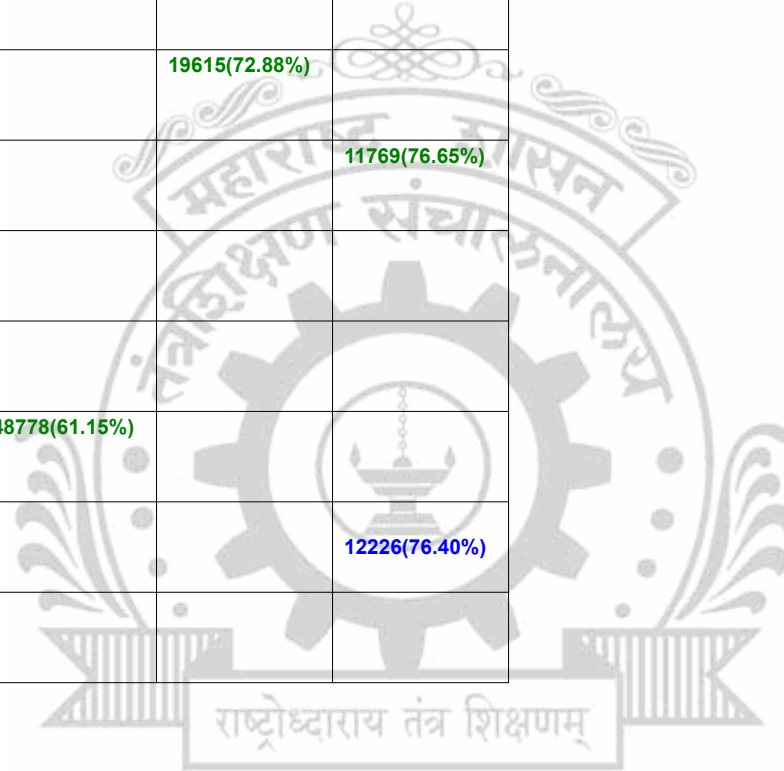 19615(72.88%)
महाराष्ट्र शासन
11769(76.65%)
तंत्रशिक्षण संचालनालय
8778(61.15%)
12226(76.40%)
राष्ट्रोध्दाराय तंत्र शिक्षणम्